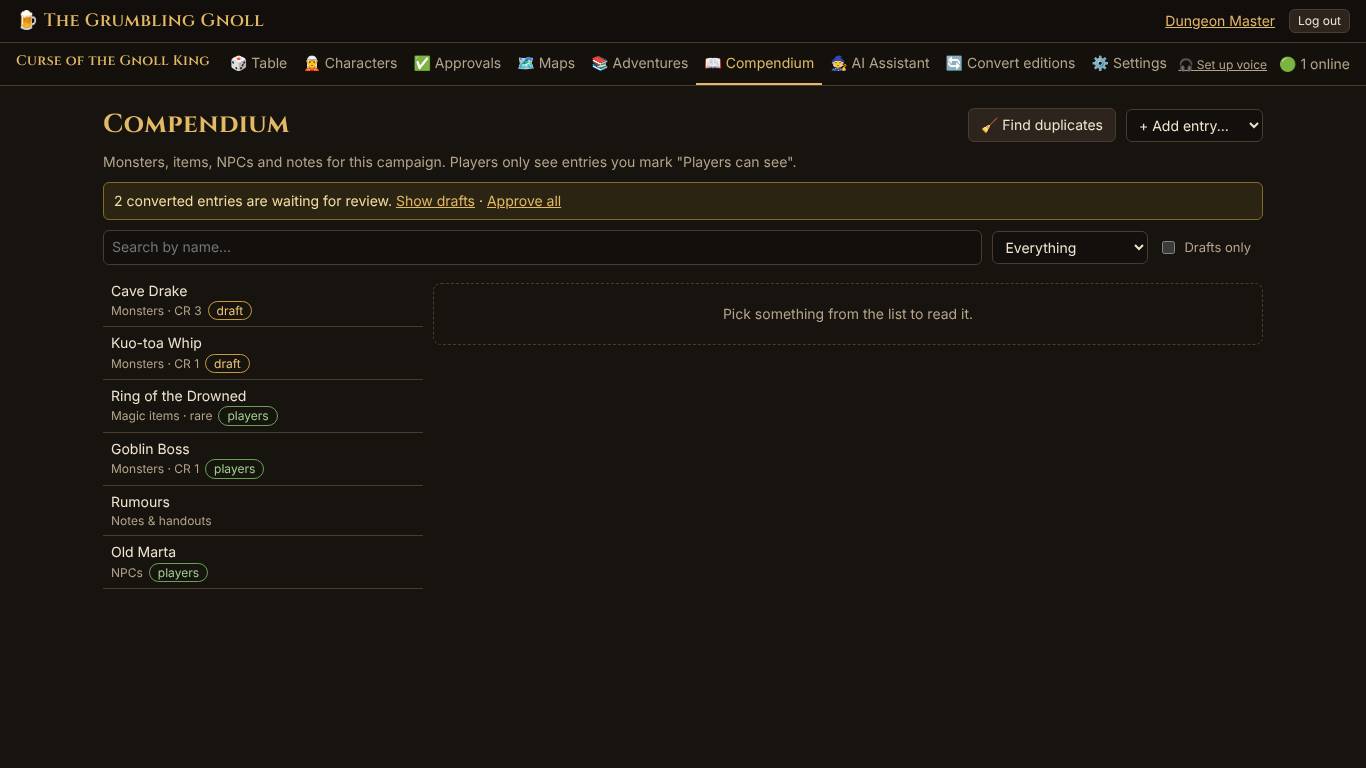 🍺 The Grumbling Gnoll
Dungeon Master
Log out
Curse of the Gnoll King
🎲 Table
🧝 Characters
✅ Approvals
🗺️ Maps
📚 Adventures
📖 Compendium
🧙 AI Assistant
🔄 Convert editions
⚙️ Settings
🎧 Set up voice
🟢 1 online
Compendium
🧹 Find duplicates
+ Add entry...
Monsters, items, NPCs and notes for this campaign. Players only see entries you mark "Players can see".
2 converted entries are waiting for review. Show drafts · Approve all
Search by name...
Everything
Drafts only
Cave Drake
Monsters · CR 3 draft
Pick something from the list to read it.
Kuo-toa Whip
Monsters · CR 1 draft
Ring of the Drowned
Magic items · rare players
Goblin Boss
Monsters · CR 1 players
Rumours
Notes & handouts
Old Marta
NPCs players